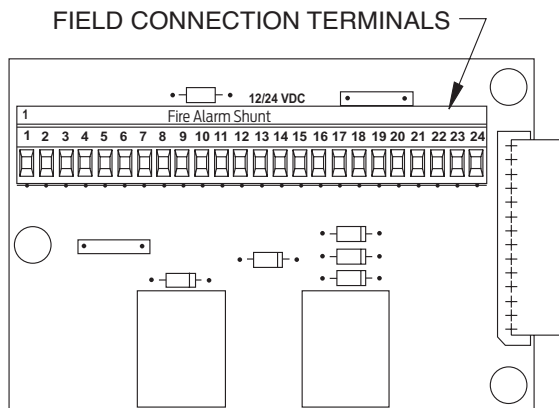 FIELD CONNECTION TERMINALS
12/24 VDC
1
Fire Alarm Shunt
1 2 3 4 5 6 7 8 9 10 11 12 13 14 15 16 17 18 19 20 21 22 23 24